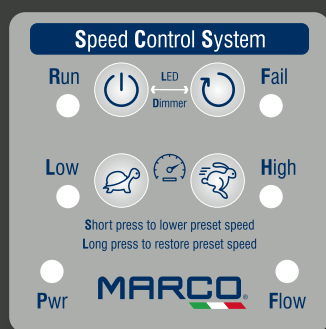 Speed Control System
Run
LED
Fail
Dimmer
Low
High
Short press to lower preset speed
Long press to restore preset speed
MARCO®
Pwr
Flow